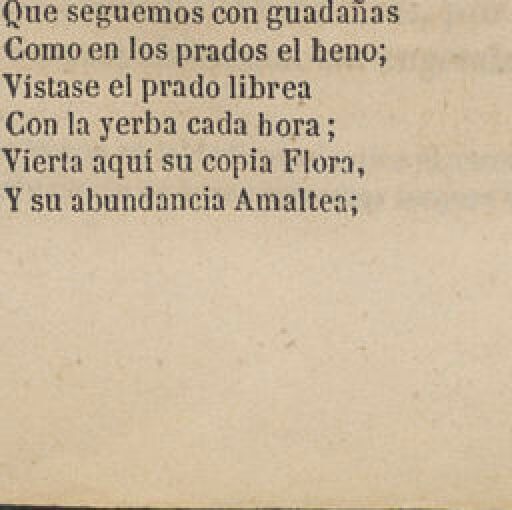 Que seguemos con guadañas
Como en los prados el heno;
Vístase el prado librea
Con la yerba cada hora;
Vierta aquí su copia Flora,
Y su abundancia Amaltea;